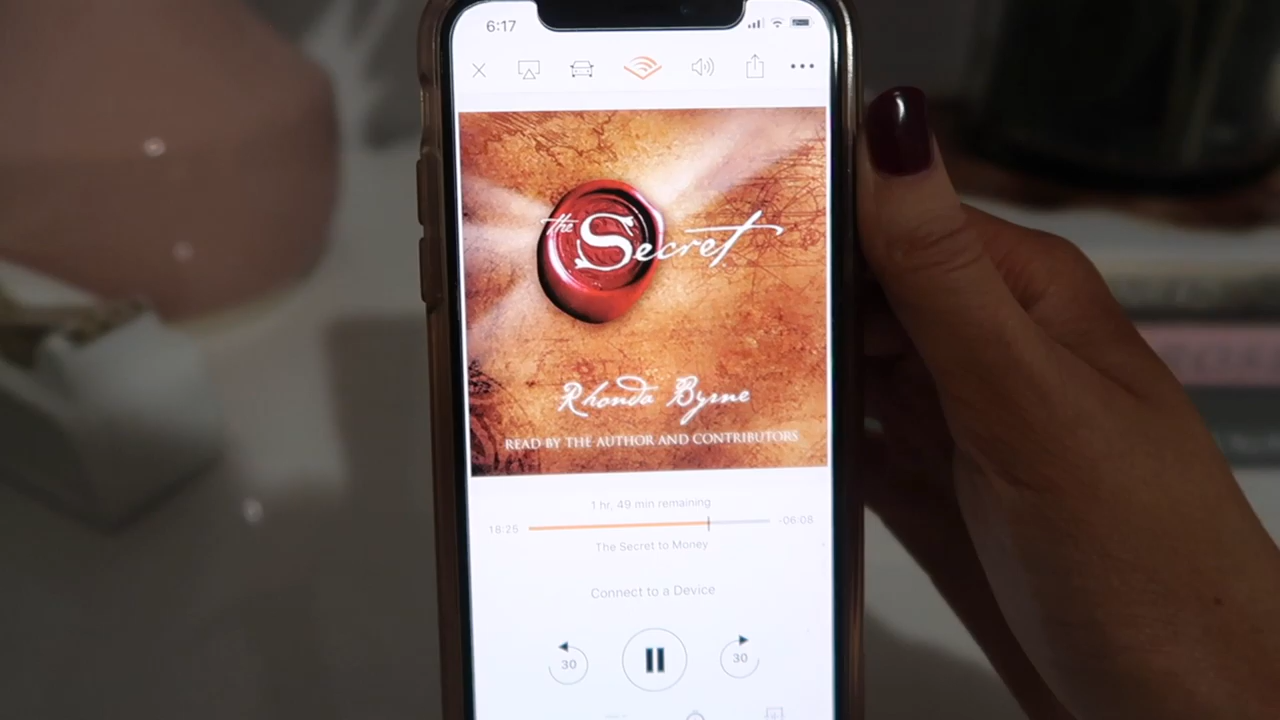 6:17
the Secret
Rhonda Byrne
READ BY THE AUTHOR AND CONTRIBUTORS
1 hr, 49 min remaining
18:25 -06:08
The Secret to Money
Connect to a Device
30 30